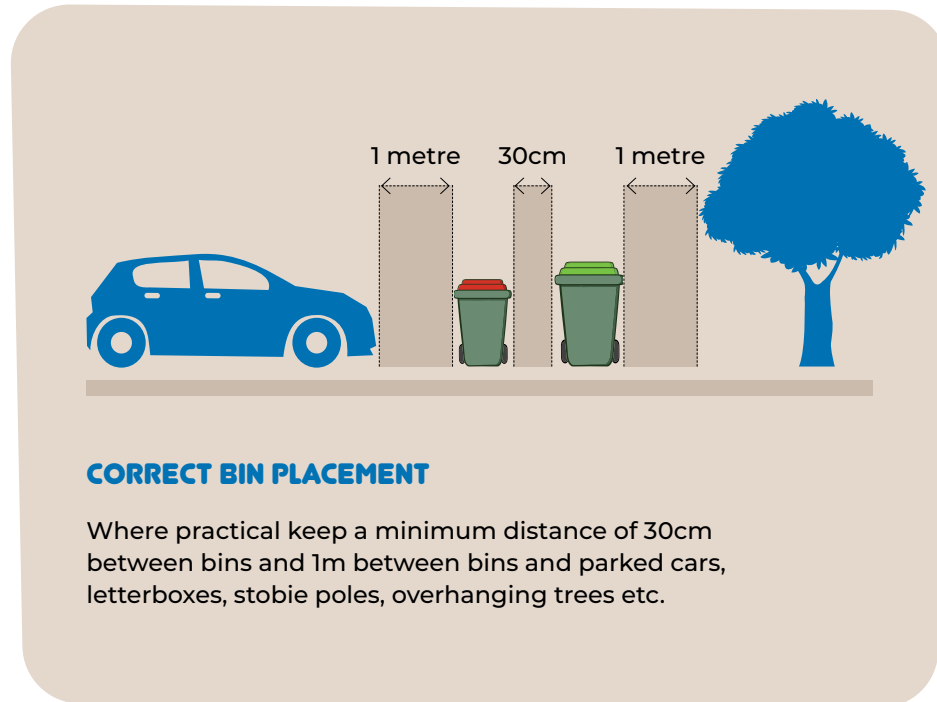 1 metre 30cm 1 metre
CORRECT BIN PLACEMENT
Where practical keep a minimum distance of 30cm
between bins and 1m between bins and parked cars,
letterboxes, stobie poles, overhanging trees etc.